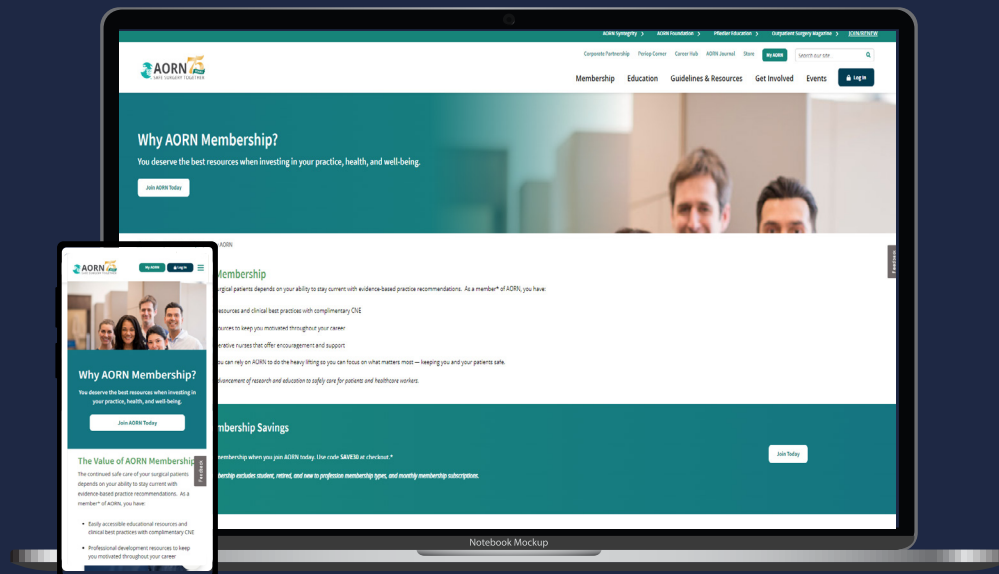 AORN Syntegrity > AORN Foundation > Pfiedler Education > Outpatient Surgery Magazine > JOIN/RENEW
Corporate Partnership Periop Corner Career Hub AORN Journal Store My AORN Search our site...
AORN 75
SAFE SURGERY TOGETHER
Membership Education Guidelines & Resources Get Involved Events Log In
Why AORN Membership?
You deserve the best resources when investing in your practice, health, and well-being.
Join AORN Today
AORN
Membership
surgical patients depends on your ability to stay current with evidence-based practice recommendations. As a member* of AORN, you have:
resources and clinical best practices with complimentary CNE
to keep you motivated throughout your career
nurses that offer encouragement and support
you can rely on AORN to do the heavy lifting so you can focus on what matters most — keeping you and your patients safe.
advancement of research and education to safely care for patients and healthcare workers.
Feedback
Membership Savings
membership when you join AORN today. Use code SAVE30 at checkout.*
excludes student, retired, and new to profession membership types, and monthly membership subscriptions.
Join Today
Notebook Mockup
AORN 75
SAFE SURGERY TOGETHER
My AORN Log In
Why AORN Membership?
You deserve the best resources when investing in
your practice, health, and well-being.
Join AORN Today
The Value of AORN Membership
The continued safe care of your surgical patients
depends on your ability to stay current with
evidence-based practice recommendations. As a
member* of AORN, you have:
Feedback
• Easily accessible educational resources and
clinical best practices with complimentary CNE
• Professional development resources to keep
you motivated throughout your career